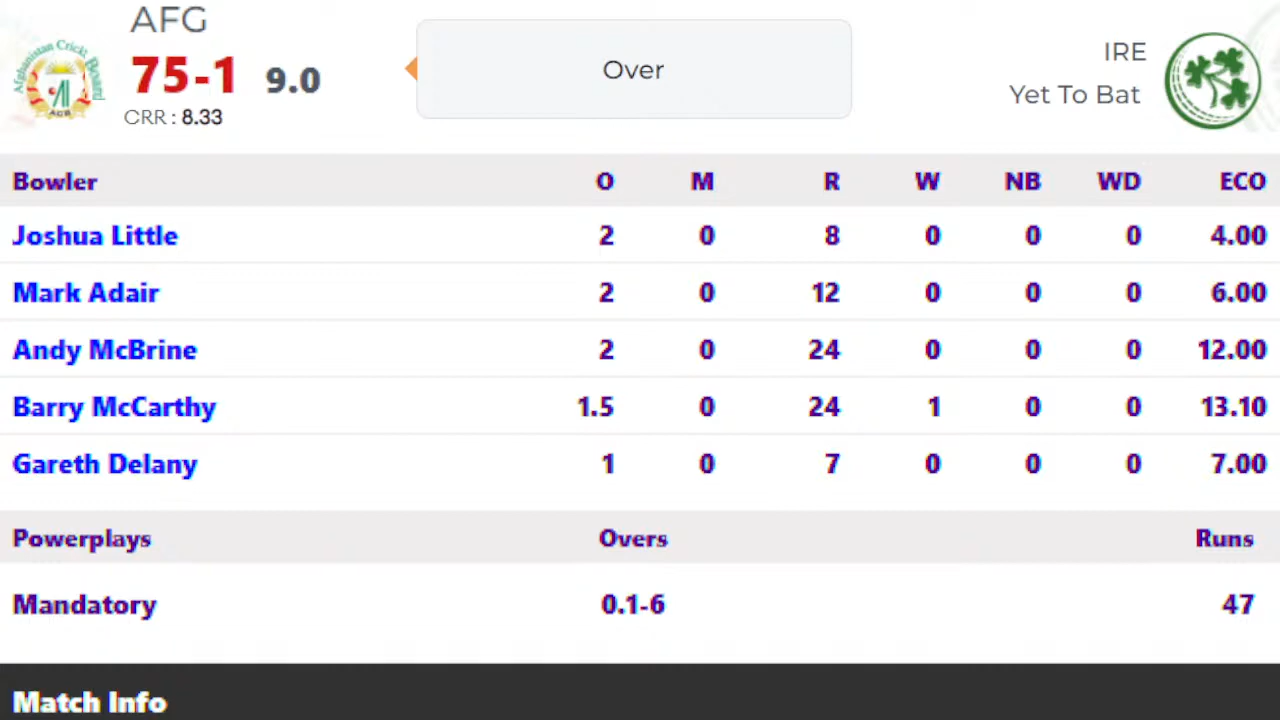 AFG
75-1 9.0
CRR : 8.33
Over
IRE
Yet To Bat
Afghanistan Cricket Board
ACB
Bowler O M R W NB WD ECO
Joshua Little 2 0 8 0 0 0 4.00
Mark Adair 2 0 12 0 0 0 6.00
Andy McBrine 2 0 24 0 0 0 12.00
Barry McCarthy 1.5 0 24 1 0 0 13.10
Gareth Delany 1 0 7 0 0 0 7.00
Powerplays Overs Runs
Mandatory 0.1-6 47
Match Info